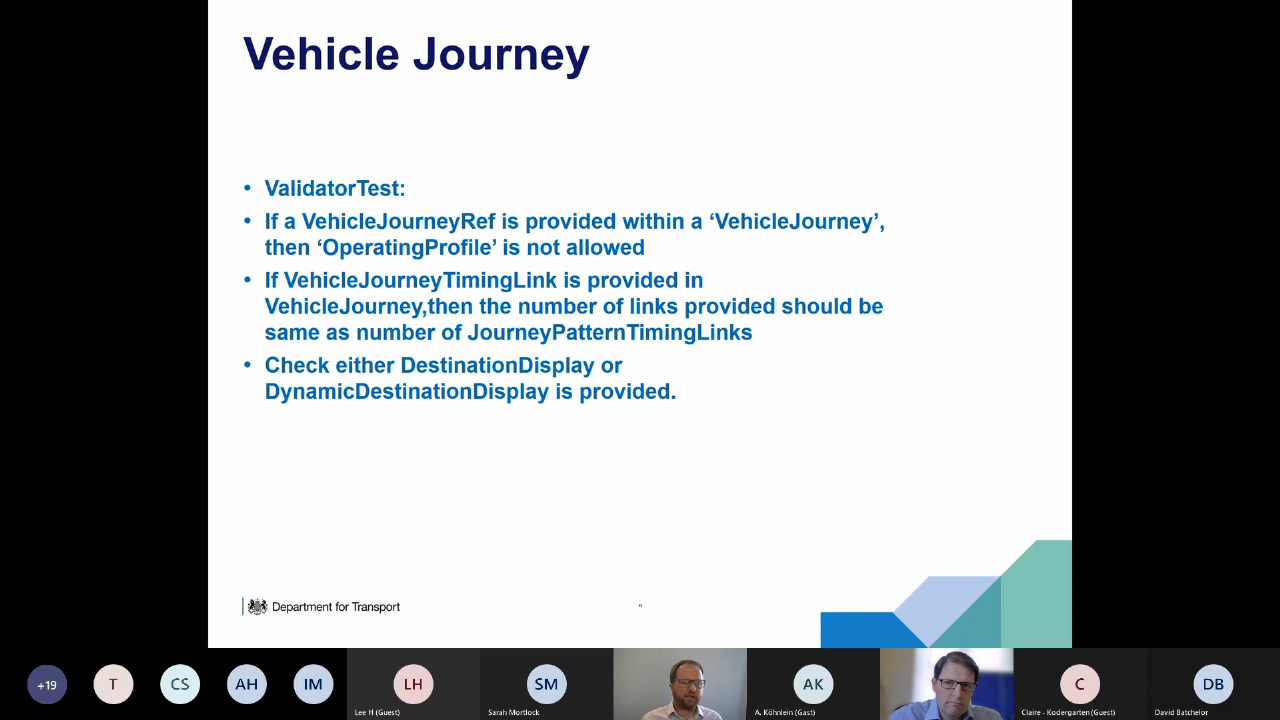 Vehicle Journey
• ValidatorTest:
• If a VehicleJourneyRef is provided within a ‘VehicleJourney’,
then ‘OperatingProfile’ is not allowed
• If VehicleJourneyTimingLink is provided in
VehicleJourney,then the number of links provided should be
same as number of JourneyPatternTimingLinks
• Check either DestinationDisplay or
DynamicDestinationDisplay is provided.
Department for Transport
+19
T
CS
AH
IM
LH
Lee H (Guest)
SM
Sarah Mortlock
AK
A. Köhnlein (Gast)
C
Claire - Kodergarten (Guest)
DB
David Batchelor